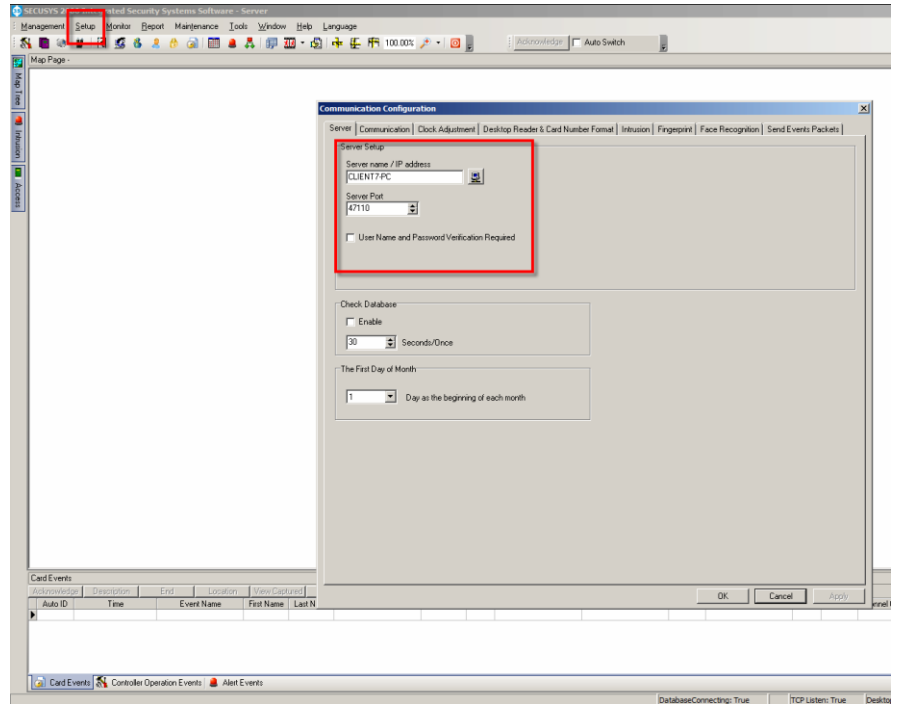 SECUSYS 2 ated Security Systems Software - Server
Management Setup Monitor Report Maintenance Tools Window Help Language
100.00% Acknowledge Auto Switch
Map Page -
Map Tree
Intrusion
Access
Communication Configuration
Server Communication Clock Adjustment Desktop Reader & Card Number Format Intrusion Fingerprint Face Recognition Send Events Packets
Server Setup
Server name / IP address
CLIENT7-PC
Server Port
47110
User Name and Password Verification Required
Check Database
Enable
30 Seconds/Once
The First Day of Month
1 Day as the beginning of each month
OK Cancel Apply
Card Events
Acknowledge Description End Location View Captured
Auto ID Time Event Name First Name Last N nnel
Card Events Controller Operation Events Alert Events
DatabaseConnecting: True TCP Listen: True Deskto